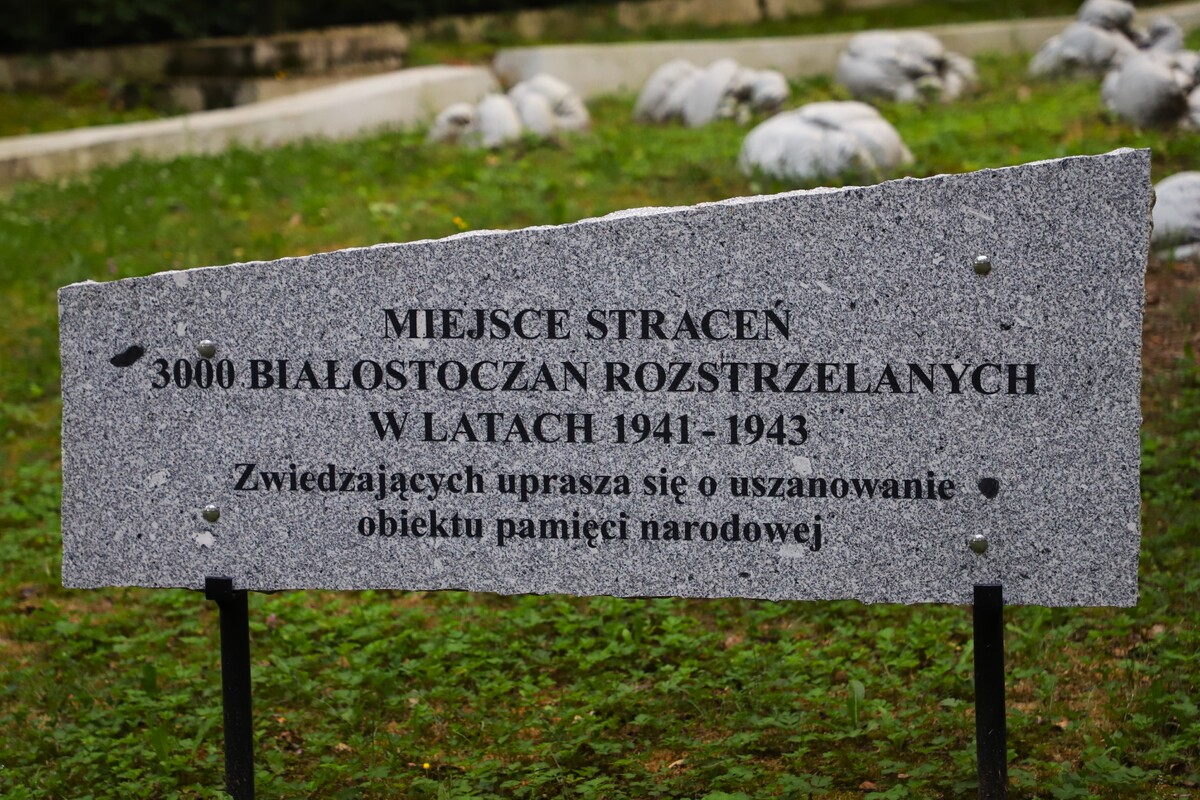 MIEJSCE STRACEŃ
3000 BIAŁOSTOCZAN ROZSTRZELANYCH
W LATACH 1941 - 1943
Zwiedzających uprasza się o uszanowanie
obiektu pamięci narodowej